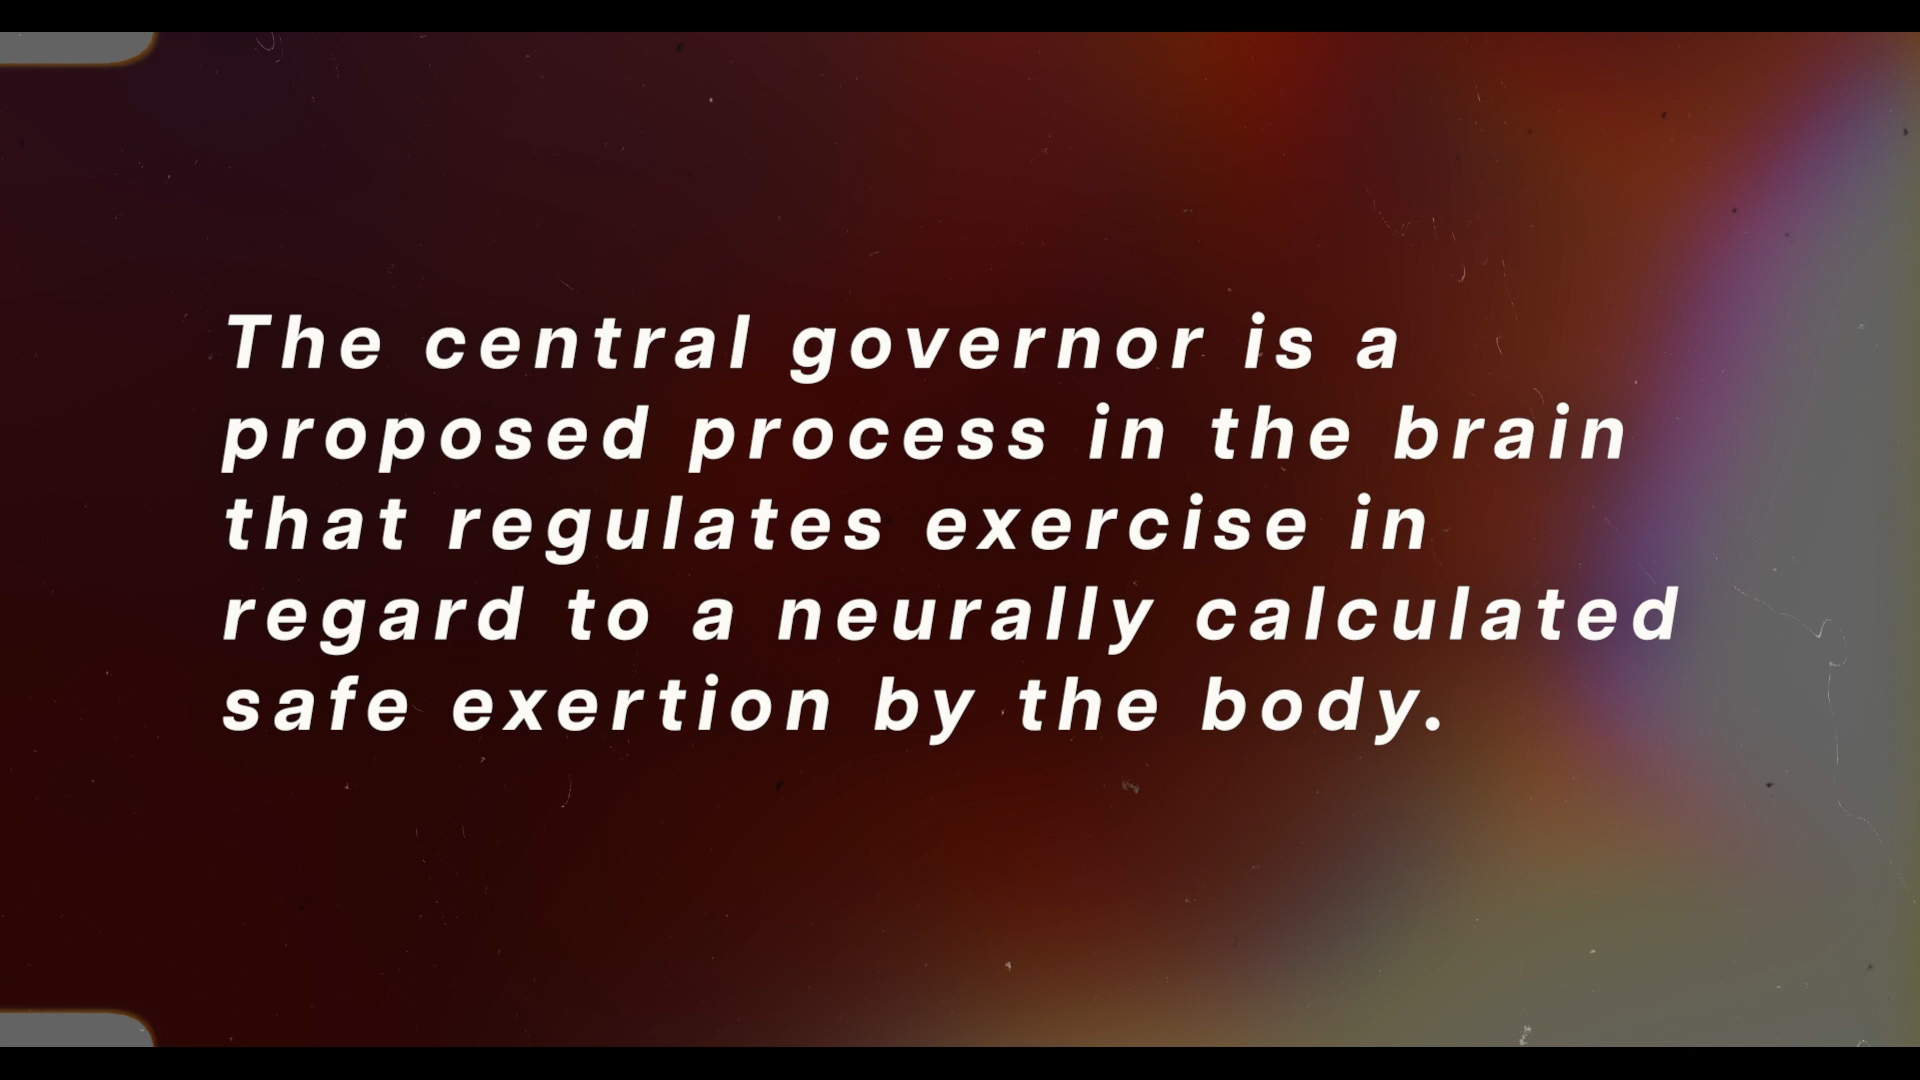 The central governor is a
proposed process in the brain
that regulates exercise in
regard to a neurally calculated
safe exertion by the body.